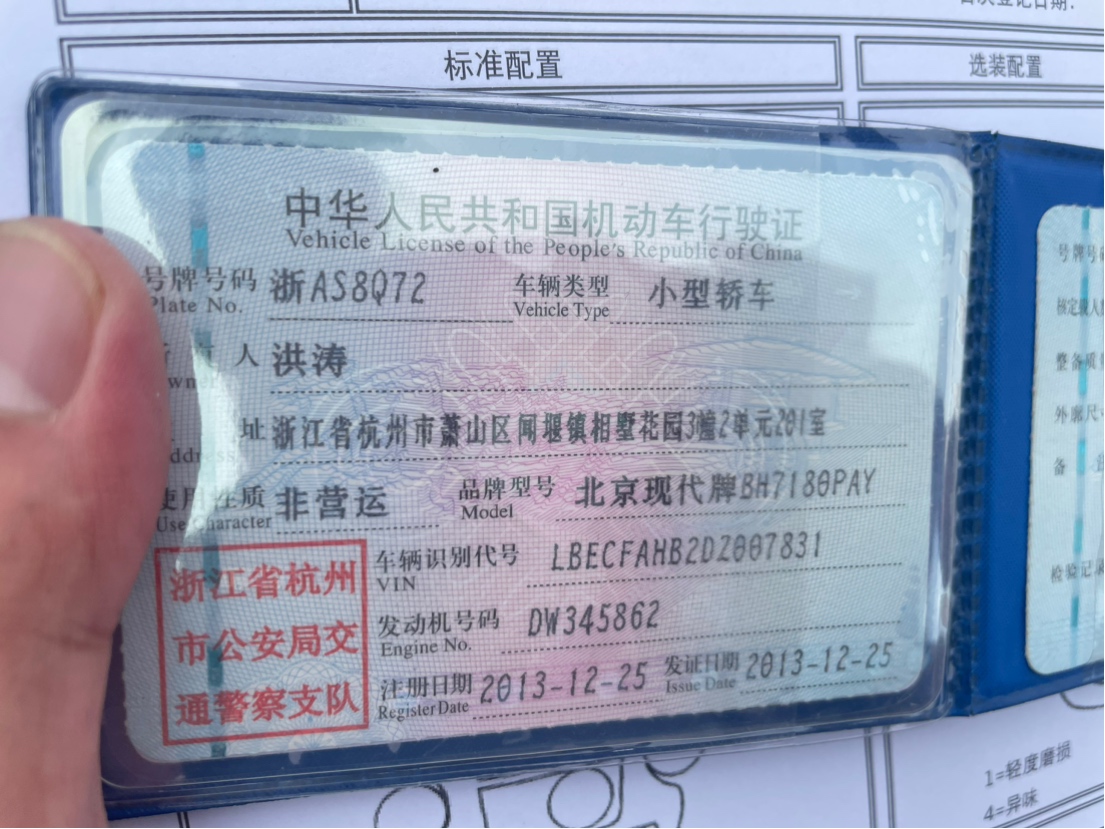 标准配置
选装配置
中华人民共和国机动车行驶证
Vehicle License of the People's Republic of China
号牌号码 浙AS8Q72 车辆类型 小型轿车
Plate No. Vehicle Type
人 洪涛
址 浙江省杭州市萧山区闻堰镇相墅花园3幢2单元201室
使用性质 非营运 品牌型号 北京现代牌BH7180PAY
Use Character Model
浙江省杭州
市公安局交
通警察支队
车辆识别代号 LBECFAHB2DZ007831
VIN
发动机号码 DW345862
Engine No.
注册日期 2013-12-25 发证日期 2013-12-25
Register Date Issue Date
号牌号码
核定载人
整备质量
外廓尺寸
备 注
检验记录
1=轻度磨损
4=异味